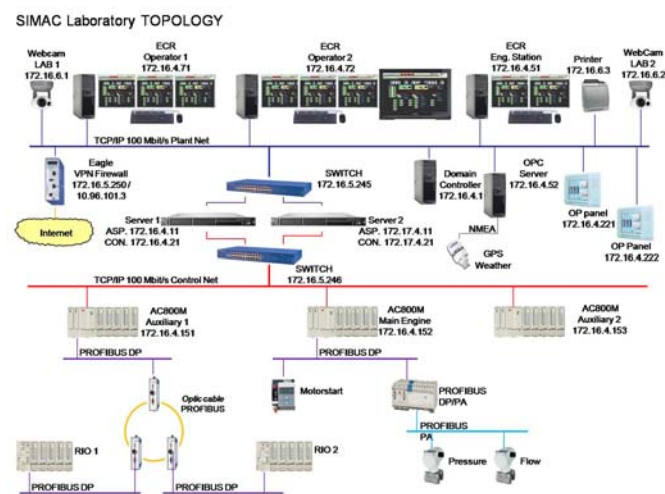 SIMAC Laboratory TOPOLOGY
Webcam
LAB 1
172.16.6.1
ECR
Operator 1
172.16.4.71
ECR
Operator 2
172.16.4.72
ECR
Eng. Station
172.16.4.51
Printer
172.16.6.3
WebCam
LAB 2
172.16.6.2
TCP/IP 100 Mbit/s Plant Net
Eagle
VPN Firewall
172.16.5.250 /
10.96.101.3
Internet
SWITCH
172.16.5.245
Server 1
ASP. 172.16.4.11
CON. 172.16.4.21
Server 2
ASP. 172.17.4.11
CON. 172.17.4.21
SWITCH
172.16.5.246
Domain
Controller
172.16.4.1
OPC
Server
172.16.4.52
NMEA
GPS
Weather
OP panel
172.16.4.221
OP Panel
172.16.4.222
TCP/IP 100 Mbit/s Control Net
AC800M
Auxiliary 1
172.16.4.151
AC800M
Main Engine
172.16.4.152
AC800M
Auxiliary 2
172.16.4.153
PROFIBUS DP
PROFIBUS DP
Optic cable
PROFIBUS
Motorstart
PROFIBUS
DP/PA
PROFIBUS
PA
RIO 1
RIO 2
Pressure
Flow
PROFIBUS DP
PROFIBUS DP